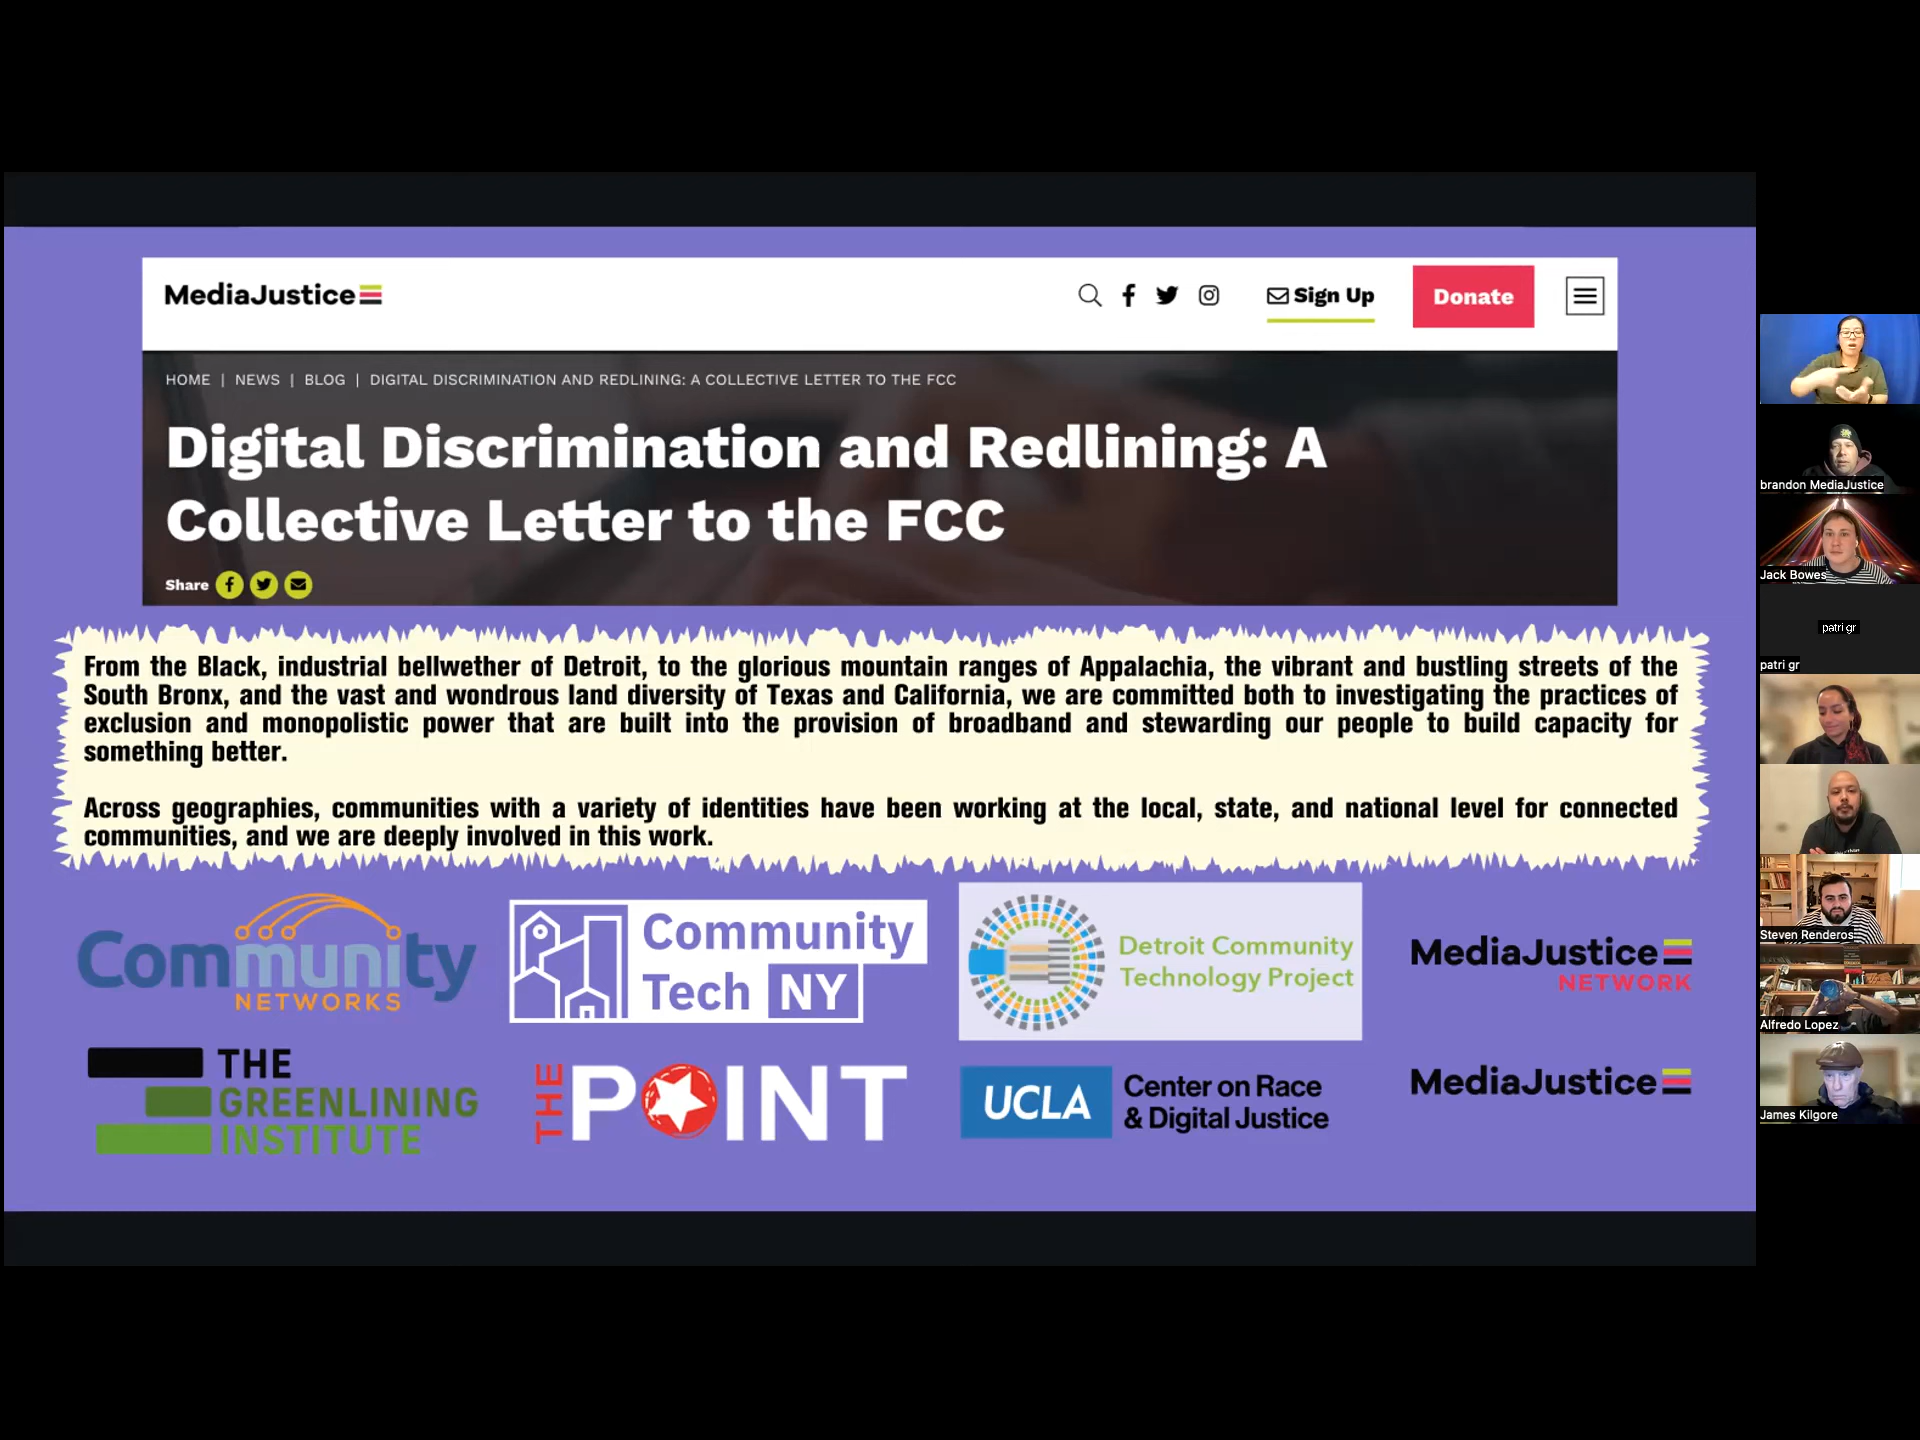 MediaJustice
Sign Up
Donate
HOME | NEWS | BLOG | DIGITAL DISCRIMINATION AND REDLINING: A COLLECTIVE LETTER TO THE FCC
Digital Discrimination and Redlining: A
Collective Letter to the FCC
Share
From the Black, industrial bellwether of Detroit, to the glorious mountain ranges of Appalachia, the vibrant and bustling streets of the
South Bronx, and the vast and wondrous land diversity of Texas and California, we are committed both to investigating the practices of
exclusion and monopolistic power that are built into the provision of broadband and stewarding our people to build capacity for
something better.
Across geographies, communities with a variety of identities have been working at the local, state, and national level for connected
communities, and we are deeply involved in this work.
Community
NETWORKS
Community
Tech NY
Detroit Community
Technology Project
MediaJustice
NETWORK
THE
GREENLINING
INSTITUTE
THE POINT
UCLA
Center on Race
& Digital Justice
MediaJustice
brandon MediaJustice
Jack Bowes
patri gr
patri gr
Steven Renderos
Alfredo Lopez
James Kilgore